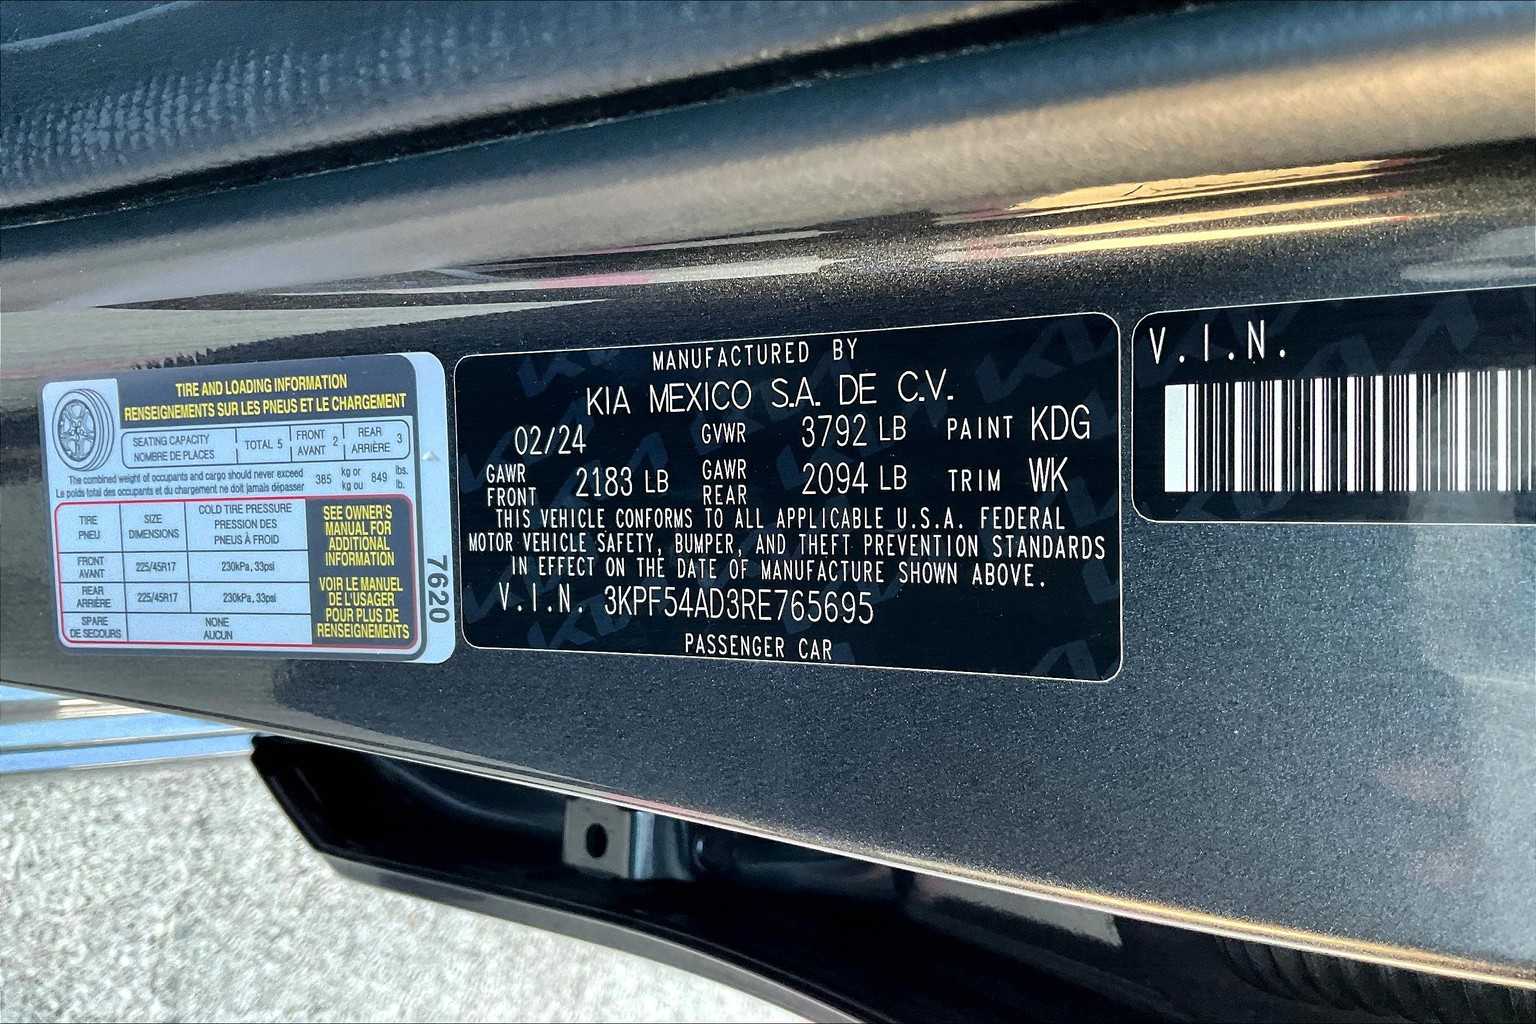 TIRE AND LOADING INFORMATION
RENSEIGNEMENTS SUR LES PNEUS ET LE CHARGEMENT
SEATING CAPACITY
NOMBRE DE PLACES
TOTAL 5
FRONT
AVANT
2
REAR
ARRIÈRE
3
The combined weight of occupants and cargo should never exceed
Le poids total des occupants et du chargement ne doit jamais dépasser
385
kg or
kg ou
849
lbs.
lb.
TIRE
PNEU
SIZE
DIMENSIONS
COLD TIRE PRESSURE
PRESSION DES
PNEUS À FROID
FRONT
AVANT
225/45R17
230kPa, 33psi
REAR
ARRIÈRE
225/45R17
230kPa, 33psi
SPARE
DE SECOURS
NONE
AUCUN
SEE OWNER'S
MANUAL FOR
ADDITIONAL
INFORMATION
VOIR LE MANUEL
DE L'USAGER
POUR PLUS DE
RENSEIGNEMENTS
7620
MANUFACTURED BY
KIA MEXICO S.A. DE C.V.
02/24 GVWR 3792 LB PAINT KDG
GAWR FRONT 2183 LB GAWR REAR 2094 LB TRIM WK
THIS VEHICLE CONFORMS TO ALL APPLICABLE U.S.A. FEDERAL
MOTOR VEHICLE SAFETY, BUMPER, AND THEFT PREVENTION STANDARDS
IN EFFECT ON THE DATE OF MANUFACTURE SHOWN ABOVE.
V.I.N. 3KPF54AD3RE765695
PASSENGER CAR
V.I.N.